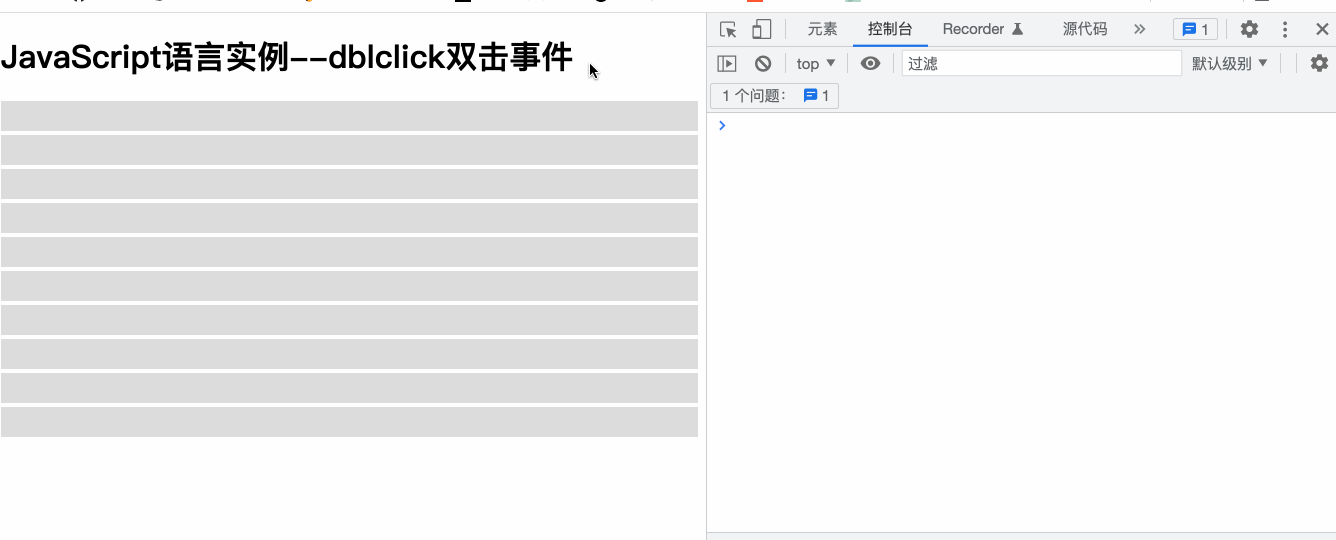 JavaScript语言实例--dblclick双击事件
元素 控制台 Recorder 源代码 » 1
top 过滤 默认级别
1 个问题: 1